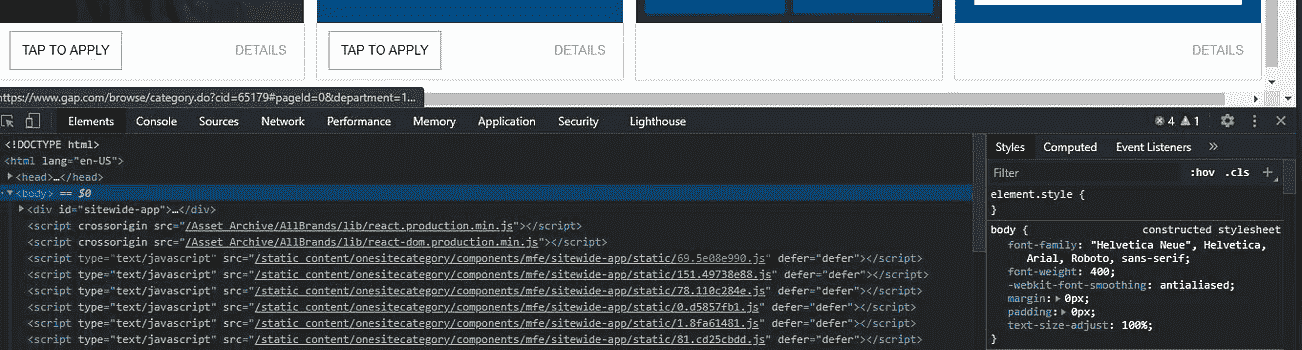 TAP TO APPLY DETAILS TAP TO APPLY DETAILS DETAILS
https://www.gap.com/browse/category.do?cid=65179#pageId=0&department=1...
Elements Console Sources Network Performance Memory Application Security Lighthouse 4 1
<!DOCTYPE html>
<html lang="en-US">
<head>…</head>
<body> == $0
<div id="sitewide-app">…</div>
<script crossorigin src="/Asset_Archive/AllBrands/lib/react.production.min.js"></script>
<script crossorigin src="/Asset_Archive/AllBrands/lib/react-dom.production.min.js"></script>
<script type="text/javascript" src="/static_content/onesitecategory/components/mfe/sitewide-app/static/69.5e08e990.js" defer="defer"></script>
<script type="text/javascript" src="/static_content/onesitecategory/components/mfe/sitewide-app/static/151.49738e88.js" defer="defer"></script>
<script type="text/javascript" src="/static_content/onesitecategory/components/mfe/sitewide-app/static/78.110c284e.js" defer="defer"></script>
<script type="text/javascript" src="/static_content/onesitecategory/components/mfe/sitewide-app/static/0.d5857fb1.js" defer="defer"></script>
<script type="text/javascript" src="/static_content/onesitecategory/components/mfe/sitewide-app/static/1.8fa61481.js" defer="defer"></script>
<script type="text/javascript" src="/static_content/onesitecategory/components/mfe/sitewide-app/static/81.cd25cbdd.js" defer="defer"></script>
Styles Computed Event Listeners »
Filter :hov .cls +
element.style {
}
body { constructed stylesheet
font-family: "Helvetica Neue", Helvetica,
Arial, Roboto, sans-serif;
font-weight: 400;
-webkit-font-smoothing: antialiased;
margin: 0px;
padding: 0px;
text-size-adjust: 100%;
}